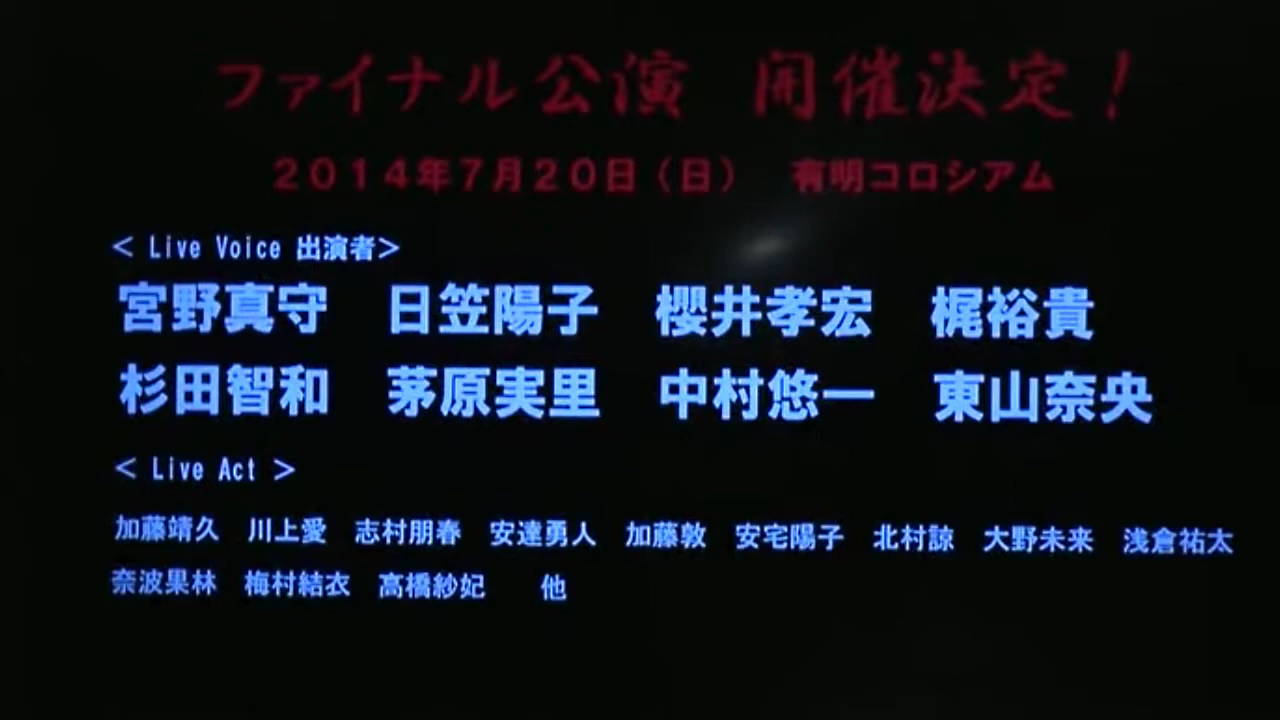 ファイナル公演 開催決定!
2014年7月20日(日) 有明コロシアム
< Live Voice 出演者>
宮野真守 日笠陽子 櫻井孝宏 梶裕貴
杉田智和 茅原実里 中村悠一 東山奈央
< Live Act >
加藤靖久 川上愛 志村朋春 安達勇人 加藤敦 安宅陽子 北村諒 大野未来 浅倉祐太
奈波果林 梅村結衣 高橋紗妃 他